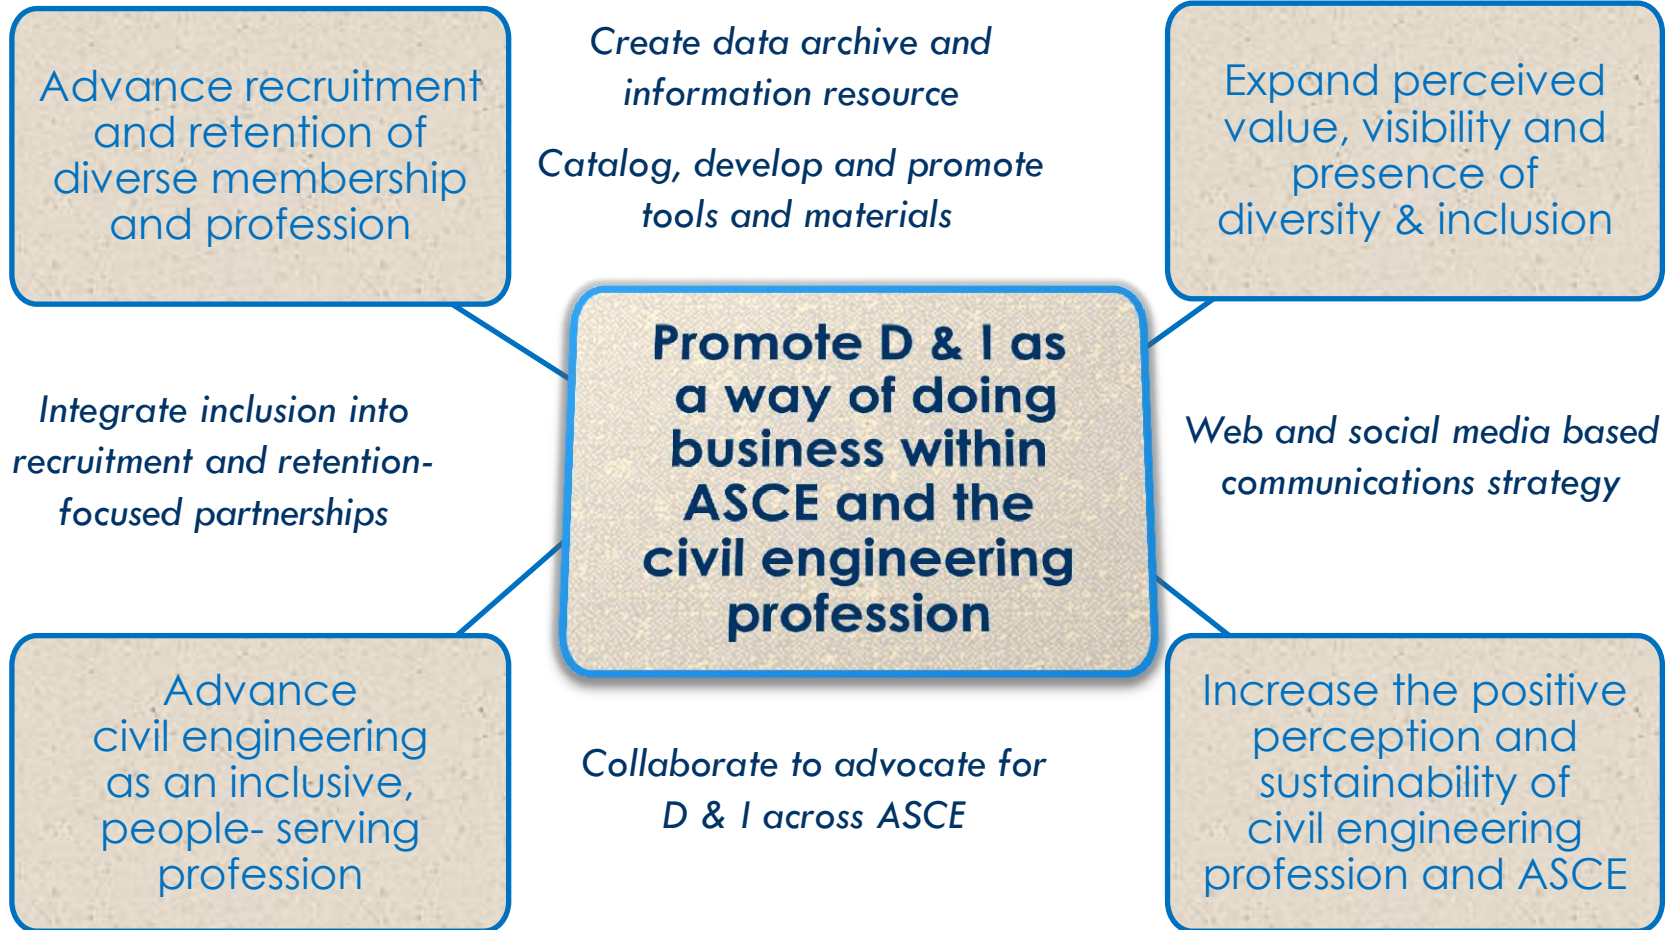 Advance recruitment
and retention of
diverse membership
and profession
Create data archive and
information resource
Catalog, develop and promote
tools and materials
Expand perceived
value, visibility and
presence of
diversity & inclusion
Integrate inclusion into
recruitment and retention-
focused partnerships
Promote D & I as
a way of doing
business within
ASCE and the
civil engineering
profession
Web and social media based
communications strategy
Advance
civil engineering
as an inclusive,
people- serving
profession
Collaborate to advocate for
D & I across ASCE
Increase the positive
perception and
sustainability of
civil engineering
profession and ASCE